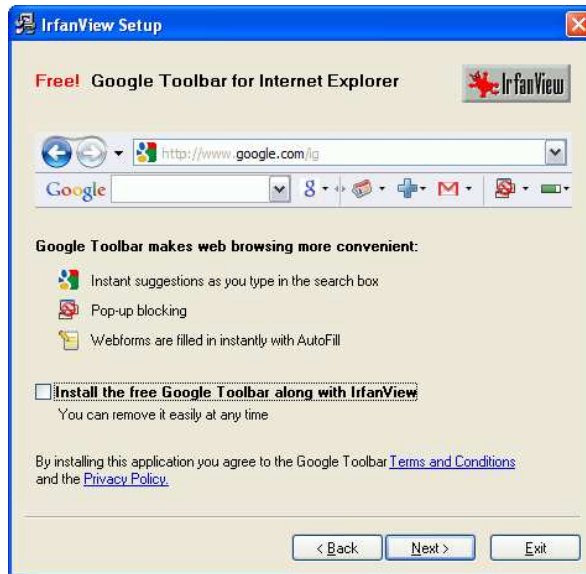 IrfanView Setup
Free! Google Toolbar for Internet Explorer
IrfanView
http://www.google.com/ig
Google
8
Google Toolbar makes web browsing more convenient:
Instant suggestions as you type in the search box
Pop-up blocking
Webforms are filled in instantly with AutoFill
Install the free Google Toolbar along with IrfanView
You can remove it easily at any time
By installing this application you agree to the Google Toolbar Terms and Conditions
and the Privacy Policy.
< Back Next > Exit